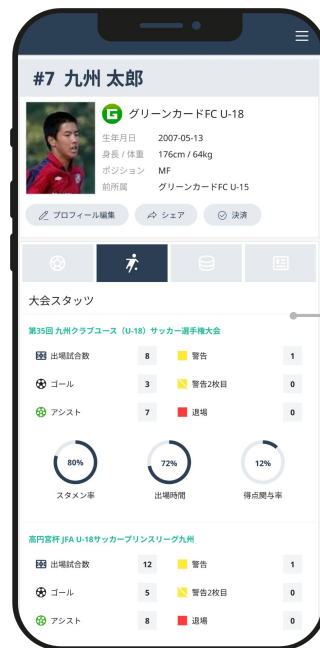 #7 九州 太郎
G グリーンカードFC U-18
生年月日 2007-05-13
身長 / 体重 176cm / 64kg
ポジション MF
前所属 グリーンカードFC U-15
プロフィール編集 シェア 決済
大会スタッツ
第35回 九州クラブユース（U-18）サッカー選手権大会
出場試合数 8 警告 1
ゴール 3 警告2枚目 0
アシスト 7 退場 0
80% 72% 12%
スタメン率 出場時間 得点関与率
高円宮杯 JFA U-18サッカープリンスリーグ九州
出場試合数 12 警告 1
ゴール 5 警告2枚目 0
アシスト 8 退場 0